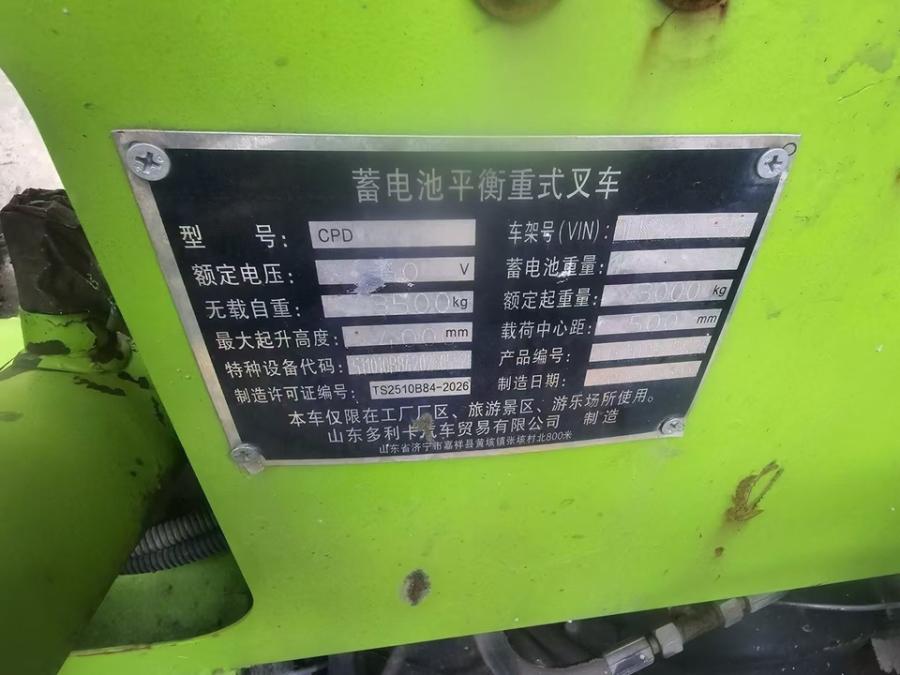 蓄电池平衡重式叉车
型 号: CPD
车架号(VIN):
额定电压: V
蓄电池重量:
无载自重: 3500kg
额定起重量: 3000 kg
最大起升高度: mm
载荷中心距: 500 mm
特种设备代码:
产品编号:
制造许可证编号: TS2510B84-2026
制造日期:
本车仅限在工厂厂区、旅游景区、游乐场所使用。
山东多利卡汽车贸易有限公司 制造
山东省济宁市嘉祥县黄垓镇张垓村北800米